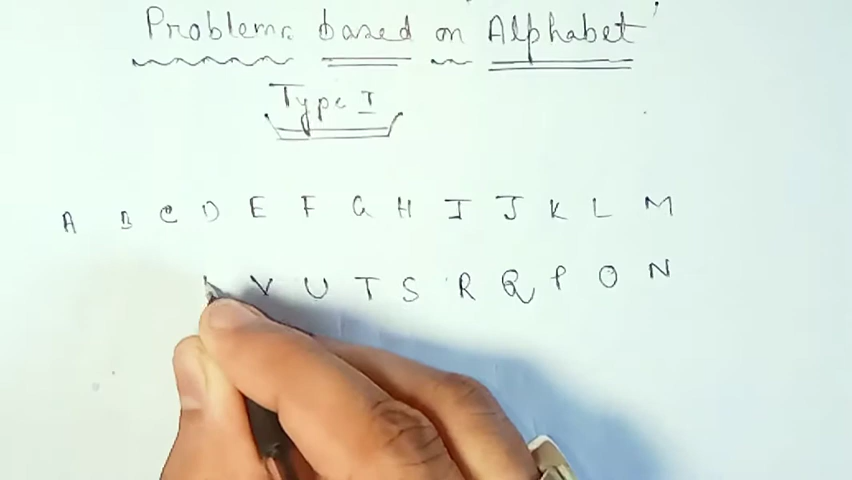 Problems based on Alphabet
Type I
A B C D E F G H I J K L M
V U T S R Q P O N